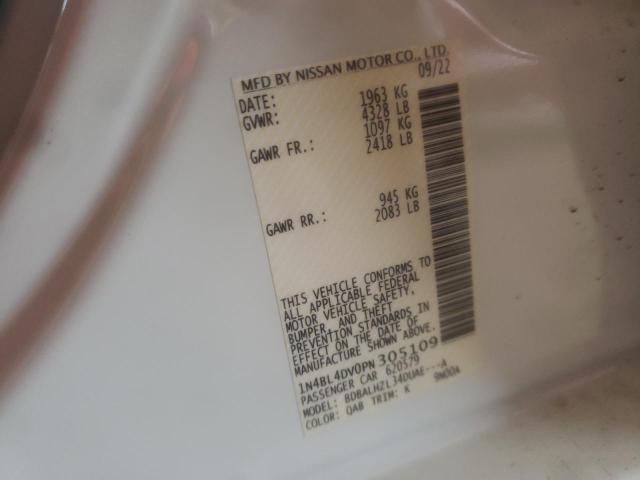 MFD BY NISSAN MOTOR CO., LTD.
DATE: 09/22
GVWR: 1963 KG
4328 LB
GAWR FR.: 1097 KG
2418 LB
GAWR RR.: 945 KG
2083 LB
THIS VEHICLE CONFORMS TO
ALL APPLICABLE FEDERAL
MOTOR VEHICLE SAFETY,
BUMPER, AND THEFT
PREVENTION STANDARDS IN
EFFECT ON THE DATE OF
MANUFACTURE SHOWN ABOVE.
1N4BL4DV0PN305109
PASSENGER CAR 620579
MODEL: BDBALHZL34DUAE---A
COLOR: QAB TRIM: K